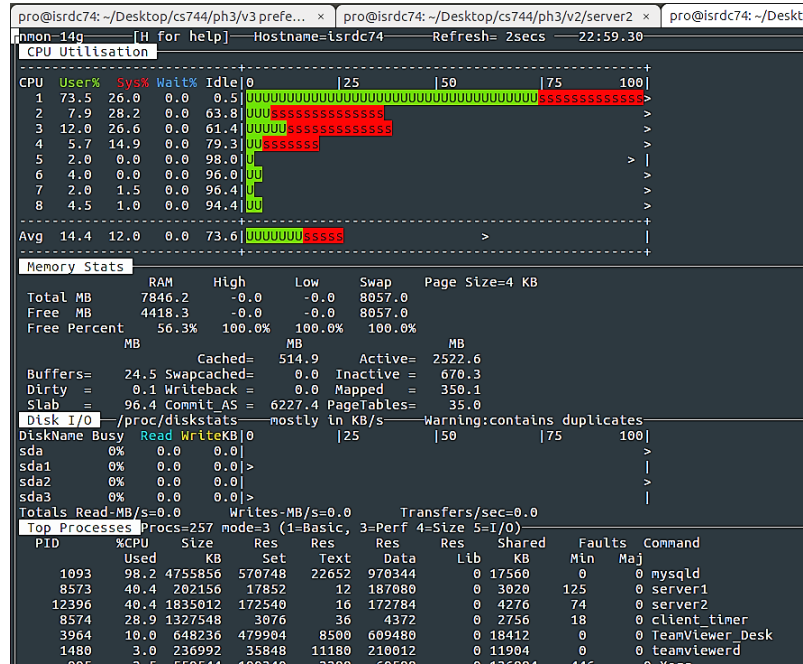 pro@isrdc74: ~/Desktop/cs744/ph3/v3 prefe... × pro@isrdc74: ~/Desktop/cs744/ph3/v2/server2 × pro@isrdc74: ~/Deskt
nmon-14g [H for help] Hostname=isrdc74 Refresh= 2secs 22:59.30
CPU Utilisation
CPU User% Sys% Wait% Idle|0 |25 |50 |75 100|
1 73.5 26.0 0.0 0.5|UUUUUUUUUUUUUUUUUUUUUUUUUUUUUUUUUUUUsssssssssssss>
2 7.9 28.2 0.0 63.8|UUUssssssssssssss >
3 12.0 26.6 0.0 61.4|UUUUUsssssssssssss >
4 5.7 14.9 0.0 79.3|UUsssssss >
5 2.0 0.0 0.0 98.0|U > |
6 4.0 0.0 0.0 96.0|UU >
7 2.0 1.5 0.0 96.4|U >
8 4.5 1.0 0.0 94.4|UU >
Avg 14.4 12.0 0.0 73.6|UUUUUUUsssss > |
Memory Stats
RAM High Low Swap Page Size=4 KB
Total MB 7846.2 -0.0 -0.0 8057.0
Free MB 4418.3 -0.0 -0.0 8057.0
Free Percent 56.3% 100.0% 100.0% 100.0%
MB MB MB
Cached= 514.9 Active= 2522.6
Buffers= 24.5 Swapcached= 0.0 Inactive = 670.3
Dirty = 0.1 Writeback = 0.0 Mapped = 350.1
Slab = 96.4 Commit_AS = 6227.4 PageTables= 35.0
Disk I/O /proc/diskstats mostly in KB/s Warning:contains duplicates
DiskName Busy Read WriteKB|0 |25 |50 |75 100|
sda 0% 0.0 0.0| >
sda1 0% 0.0 0.0|> |
sda2 0% 0.0 0.0| >
sda3 0% 0.0 0.0|> |
Totals Read-MB/s=0.0 Writes-MB/s=0.0 Transfers/sec=0.0
Top Processes Procs=257 mode=3 (1=Basic, 3=Perf 4=Size 5=I/O)
PID %CPU Size Res Res Res Res Shared Faults Command
Used KB Set Text Data Lib KB Min Maj
1093 98.2 4755856 570748 22652 970344 0 17560 0 0 mysqld
8573 40.4 202156 17852 12 187080 0 3020 125 0 server1
12396 40.4 1835012 172540 16 172784 0 4276 74 0 server2
8574 28.9 1327548 3076 36 4372 0 2756 18 0 client_timer
3964 10.0 648236 479904 8500 609480 0 18412 0 0 TeamViewer_Desk
1480 3.0 236992 35848 11180 210012 0 11904 0 0 teamviewerd